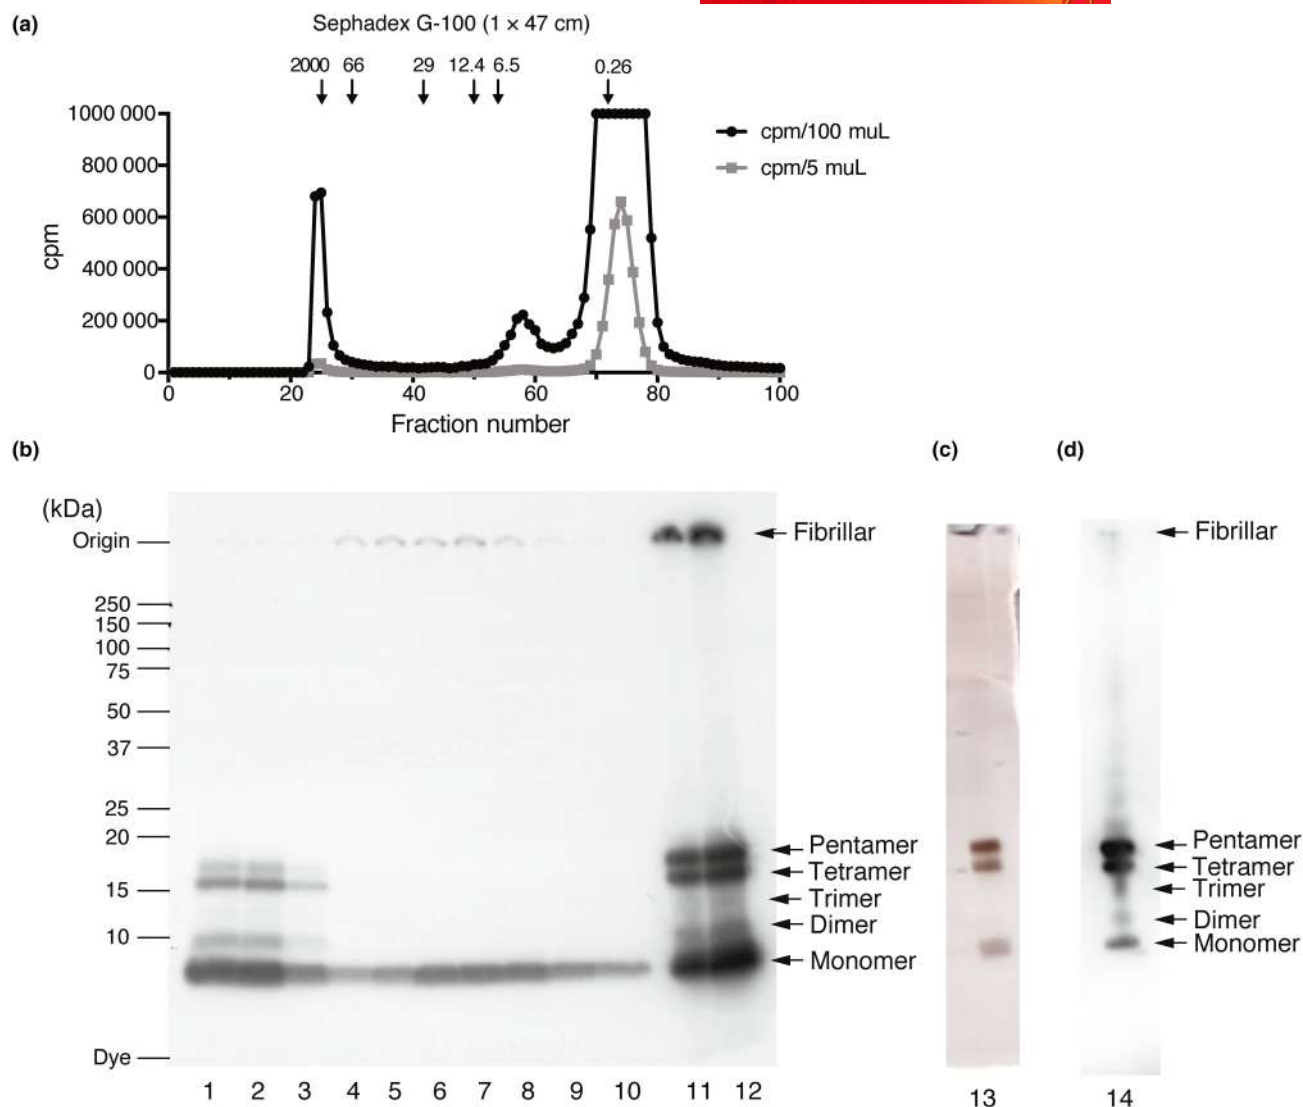 (a)
Sephadex G-100 (1 × 47 cm)
2000 66 29 12.4 6.5 0.26
1000 000
800 000
600 000
400 000
200 000
0
cpm
cpm/100 muL
cpm/5 muL
0 20 40 60 80 100
Fraction number
(b)
(kDa)
Origin
250
150
100
75
50
37
25
20
15
10
Dye
Fibrillar
Pentamer
Tetramer
Trimer
Dimer
Monomer
1 2 3 4 5 6 7 8 9 10 11 12
(c)
13
(d)
Fibrillar
Pentamer
Tetramer
Trimer
Dimer
Monomer
14